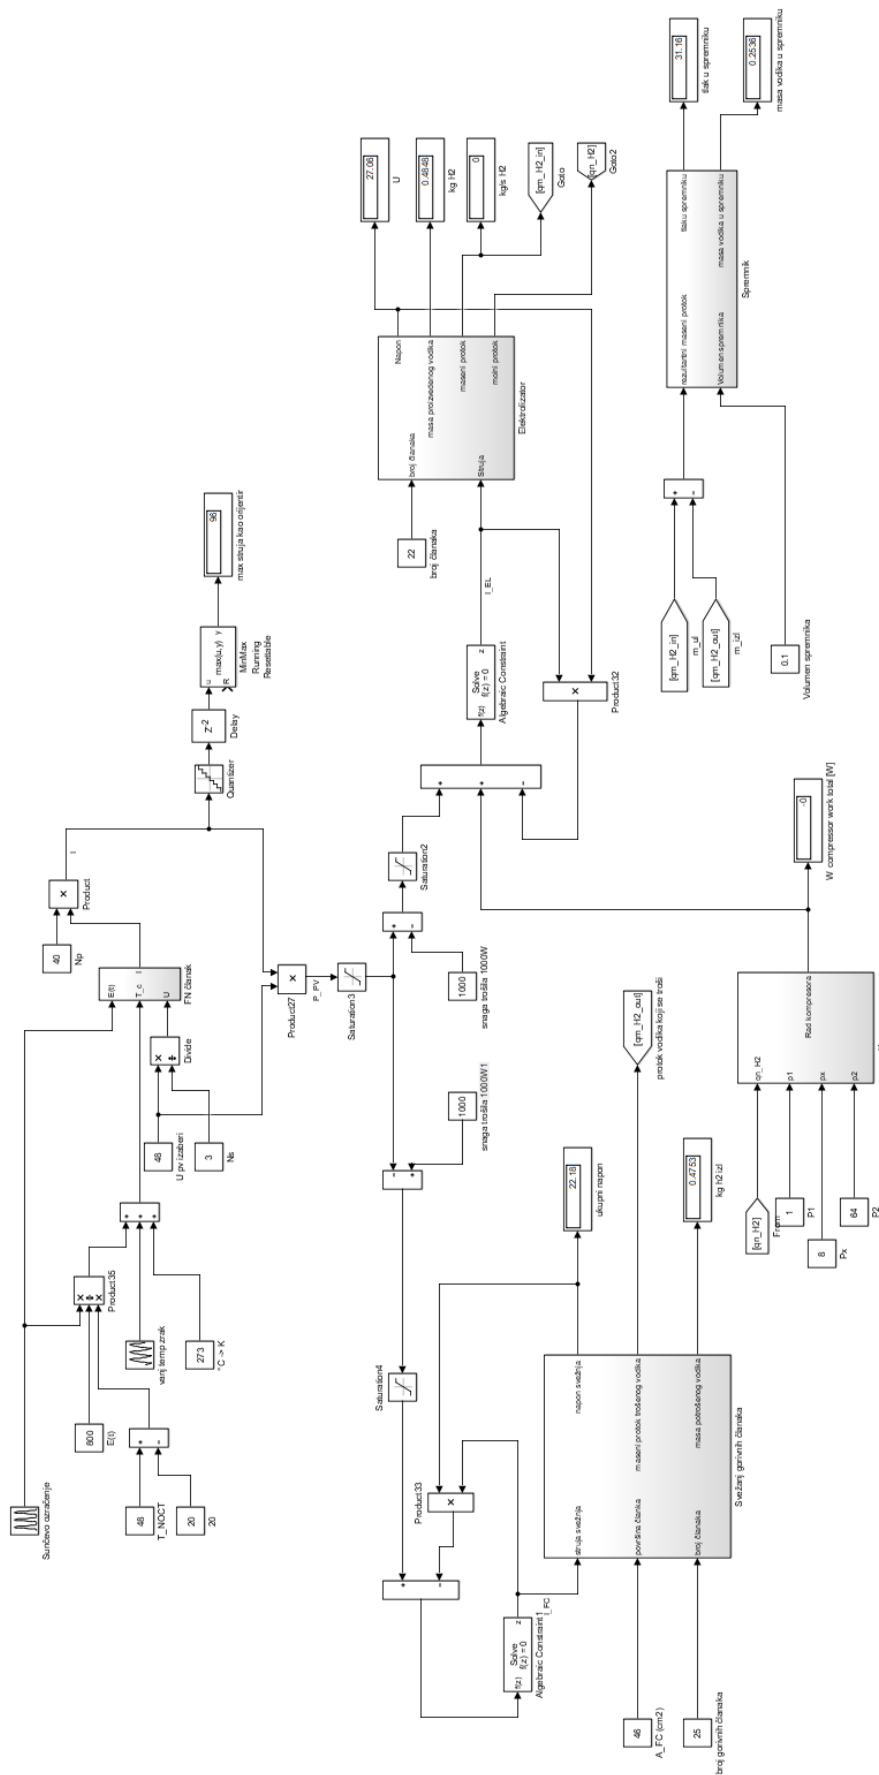 Sunčevo ozračenje
48
T_NOCT
20
20
800
E(t)
+
-
Product35
vanj temp zrak
273
°C -> K
48
U pv izaberi
3
Ns
Divide
E(t)
T_c
U
I
FN članak
40
Np
Product
I
Quantizer
Z-2
Delay
u
R
max(u,y)
y
MinMax
Running
Resettable
96
max struja kao orijentir
Product27
P_PV
Saturation3
1000
snaga trošila 1000W1
1000
snaga trošila 1000W
Saturation2
Saturation4
f(z)
Solve
f(z) = 0
z
Algebraic Constraint
I_EL
Product32
22
broj članaka
broj članaka
Struja
Napon
masa proizvedenog vodika
maseni protok
molni protok
Elektrolizator
27.06
U
0.4848
kg H2
0
kg/s H2
[qm_H2_in]
Goto
[qn_H2]
Goto2
Product33
f(z)
Solve
f(z) = 0
z
Algebraic Constraint1
I_FC
46
A_FC (cm2)
25
broj gorivnih članaka
struja svežnja
površina članka
broj članaka
napon svežnja
maseni protok trošenog vodika
masa potrošenog vodika
Svežanj gorivnih članaka
22.18
ukupni napon
[qm_H2_out]
protok vodika koji se troši
0.4753
kg h2 izl
[qn_H2]
From
1
P1
8
Px
64
P2
qn_H2
p1
px
p2
Rad kompresora
-0
W compressor work total [W]
[qm_H2_in]
m_ul
[qm_H2_out]
m_izl
0.1
Volumen spremnika
rezultantni maseni protok
Volumen spremnika
tlak u spremniku
masa vodika u spremniku
Spremnik
31.16
tlak u spremniku
0.2536
masa vodika u spremniku